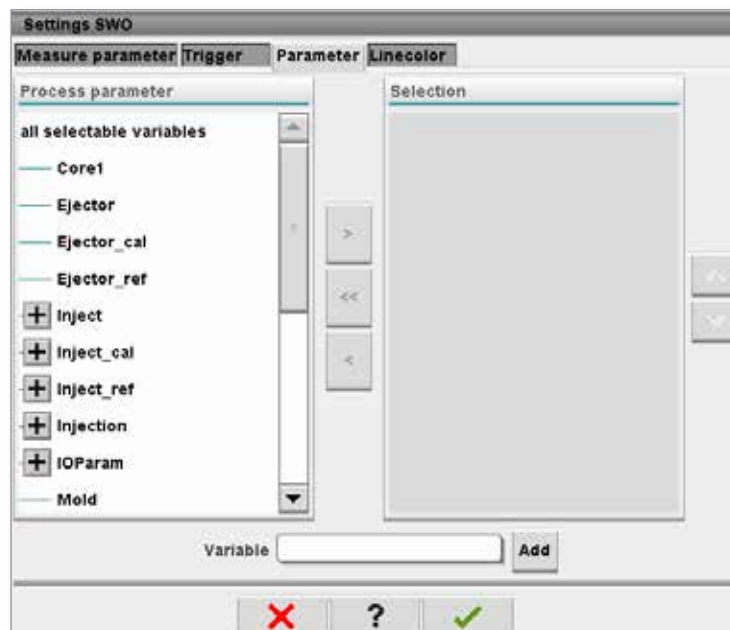 Settings SWO
Measure parameter Trigger Parameter Linecolor
Process parameter
Selection
all selectable variables
Core1
Ejector
Ejector_cal
Ejector_ref
Inject
Inject_cal
Inject_ref
Injection
IOParam
Mold
>
<<
<
Variable
Add
?